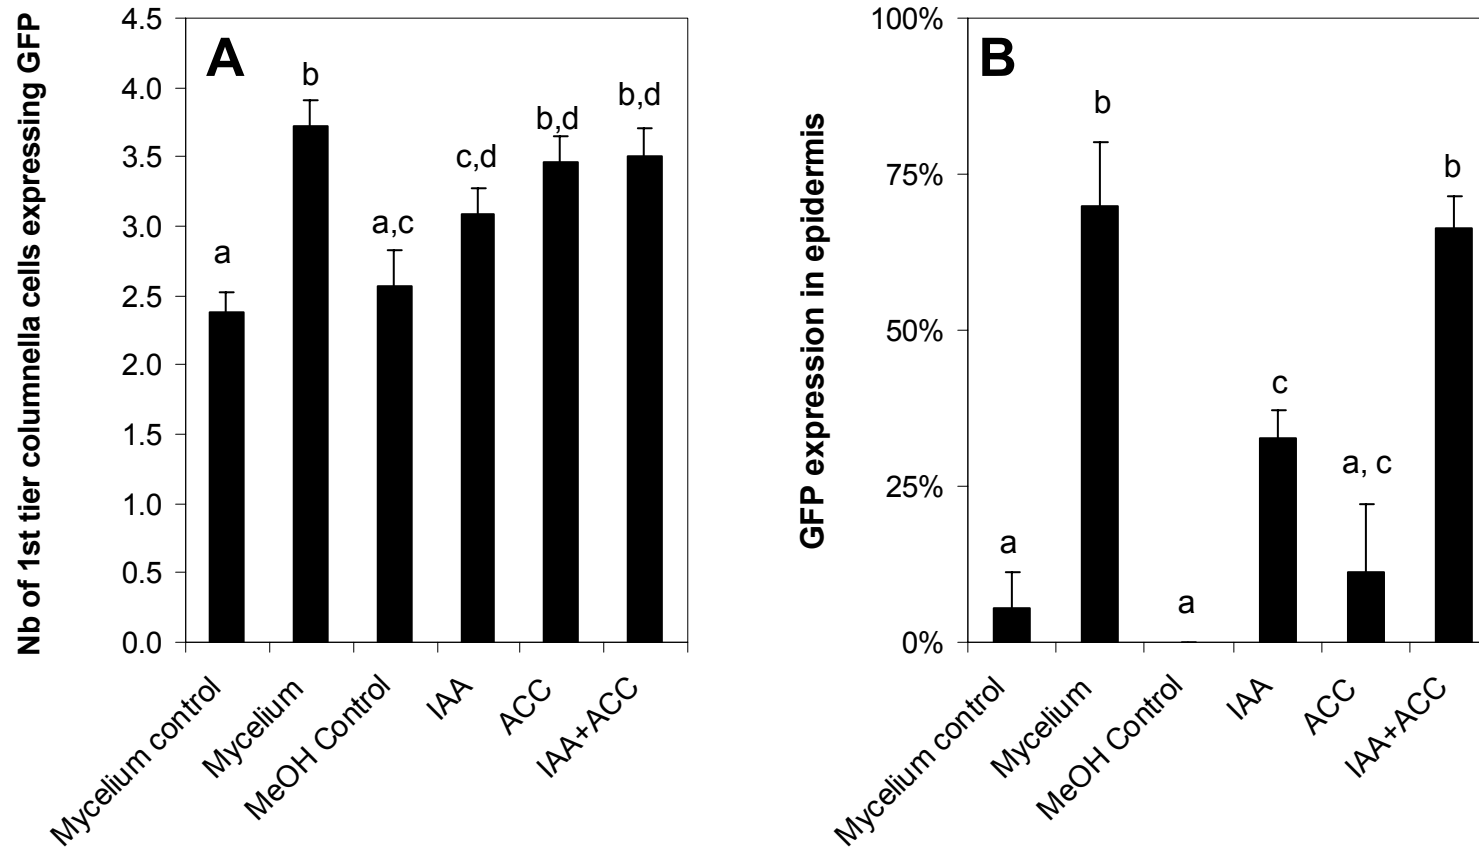 Nb of 1st tier columnella cells expressing GFP
4.5
4.0
3.5
3.0
2.5
2.0
1.5
1.0
0.5
0.0
A
a
b
a,c
c,d
b,d
b,d
Mycelium control
Mycelium
MeOH Control
IAA
ACC
IAA+ACC
GFP expression in epidermis
100%
75%
50%
25%
0%
B
a
b
a
c
a, c
b
Mycelium control
Mycelium
MeOH Control
IAA
ACC
IAA+ACC